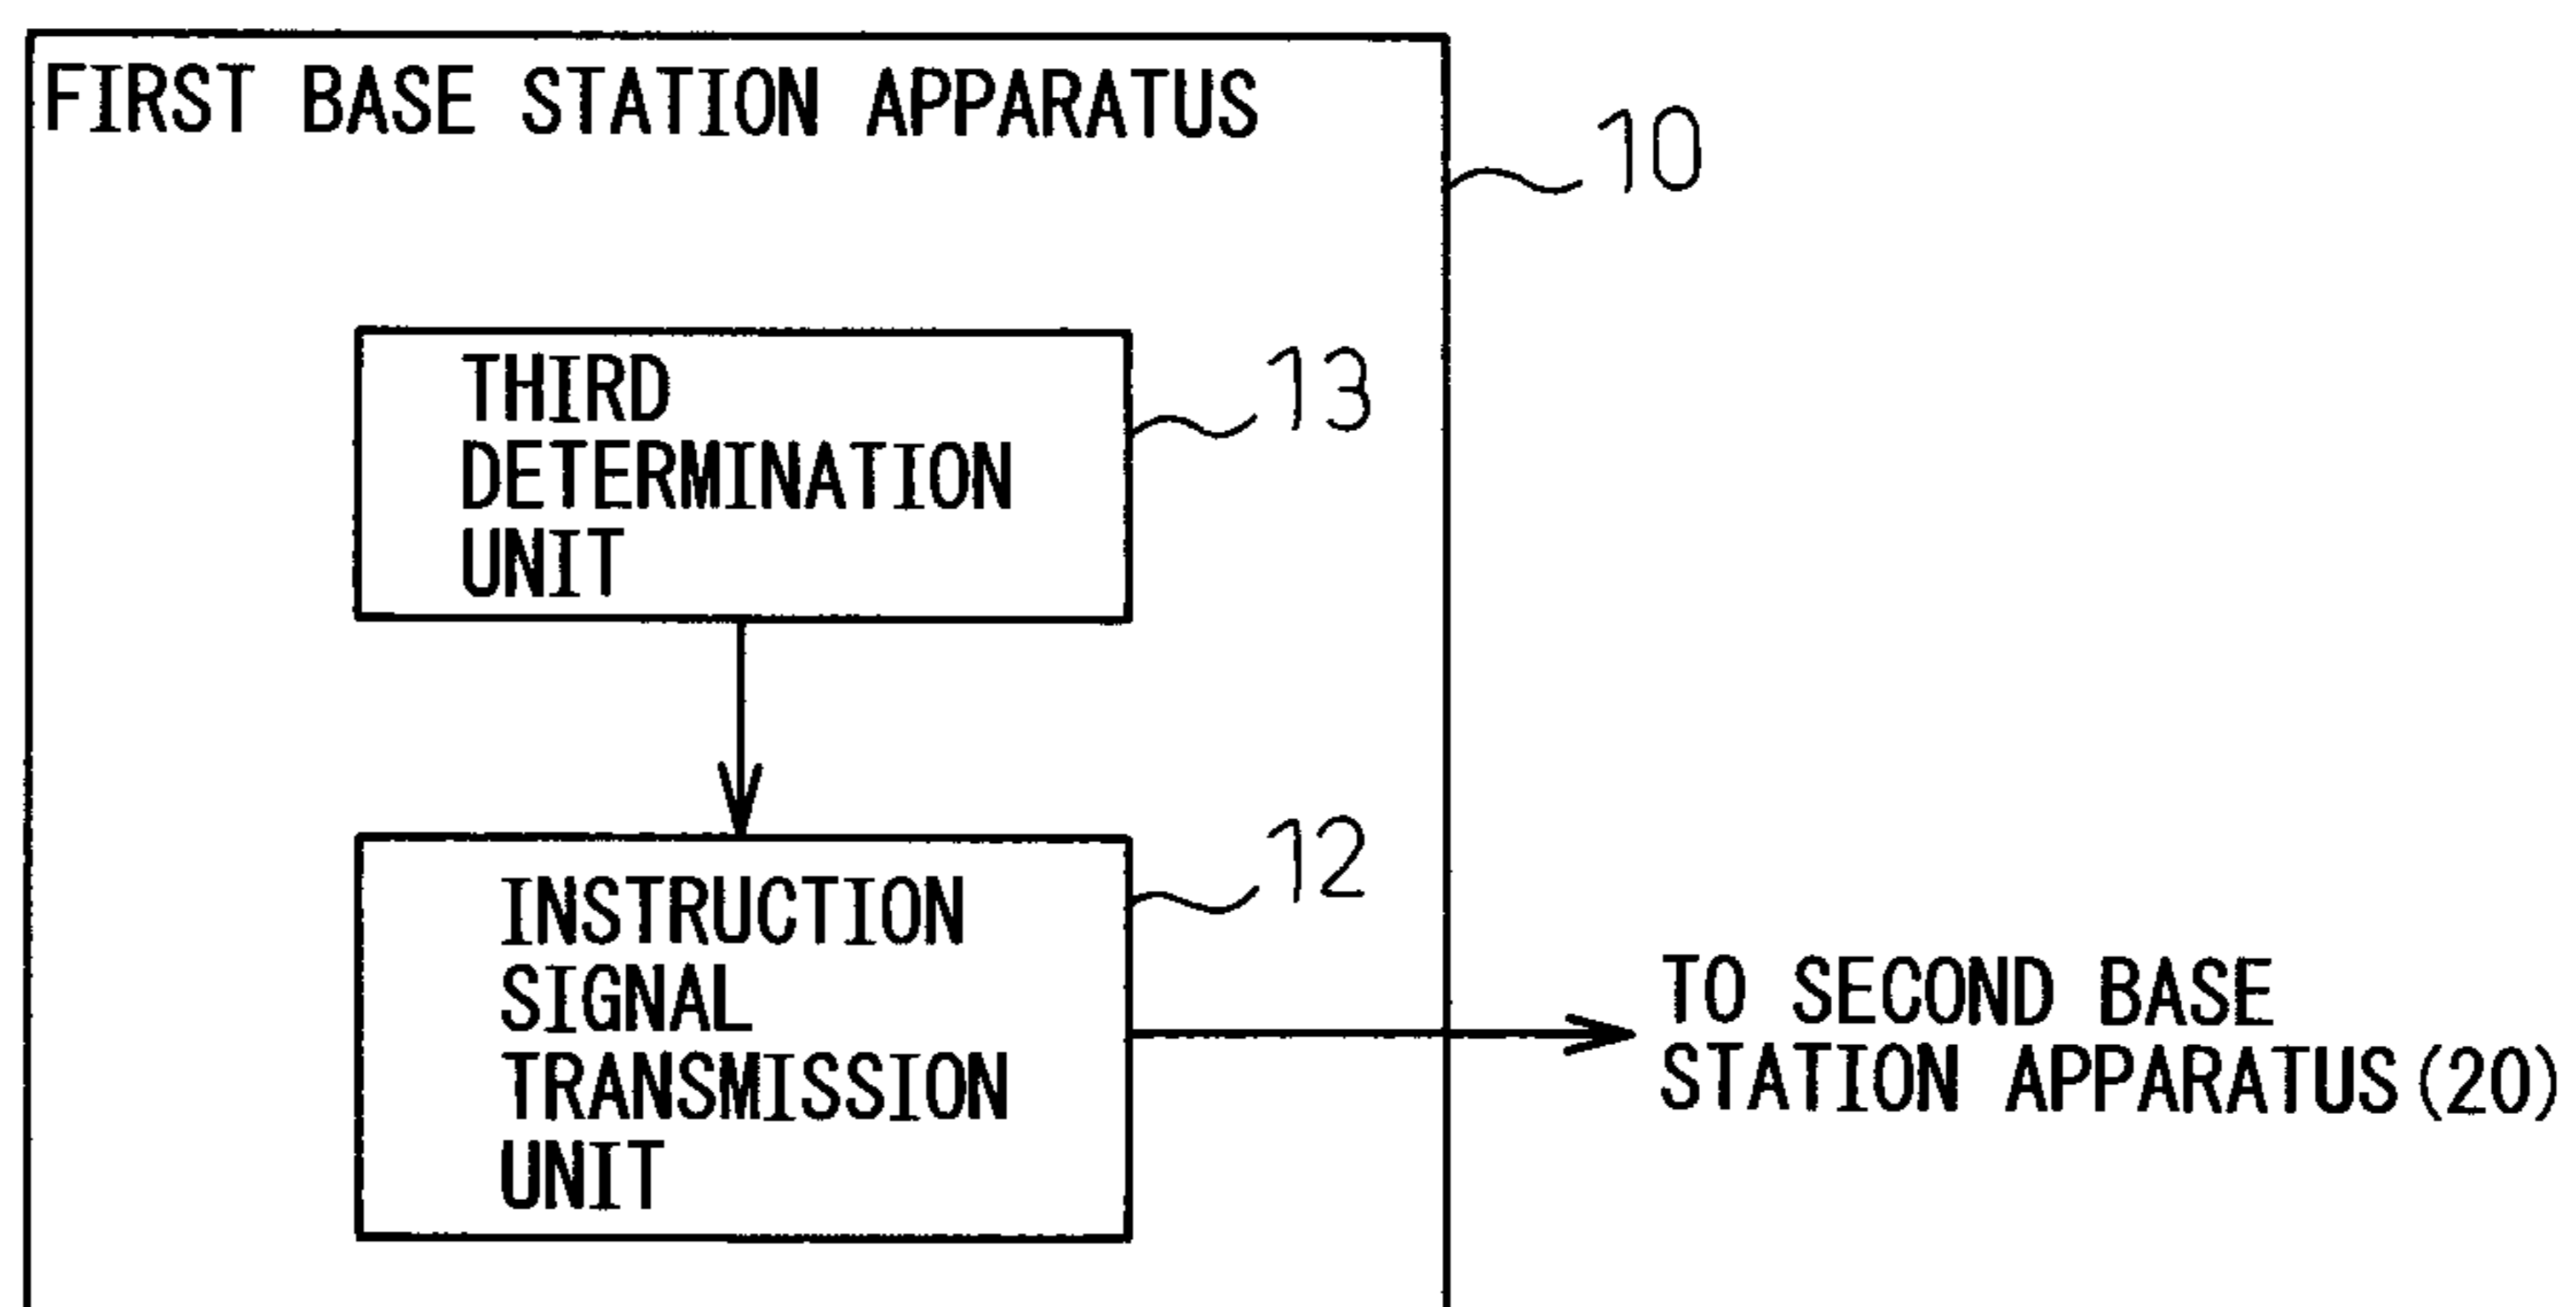 FIRST BASE STATION APPARATUS
10
THIRD
DETERMINATION
UNIT
13
INSTRUCTION
SIGNAL
TRANSMISSION
UNIT
12
TO SECOND BASE
STATION APPARATUS(20)